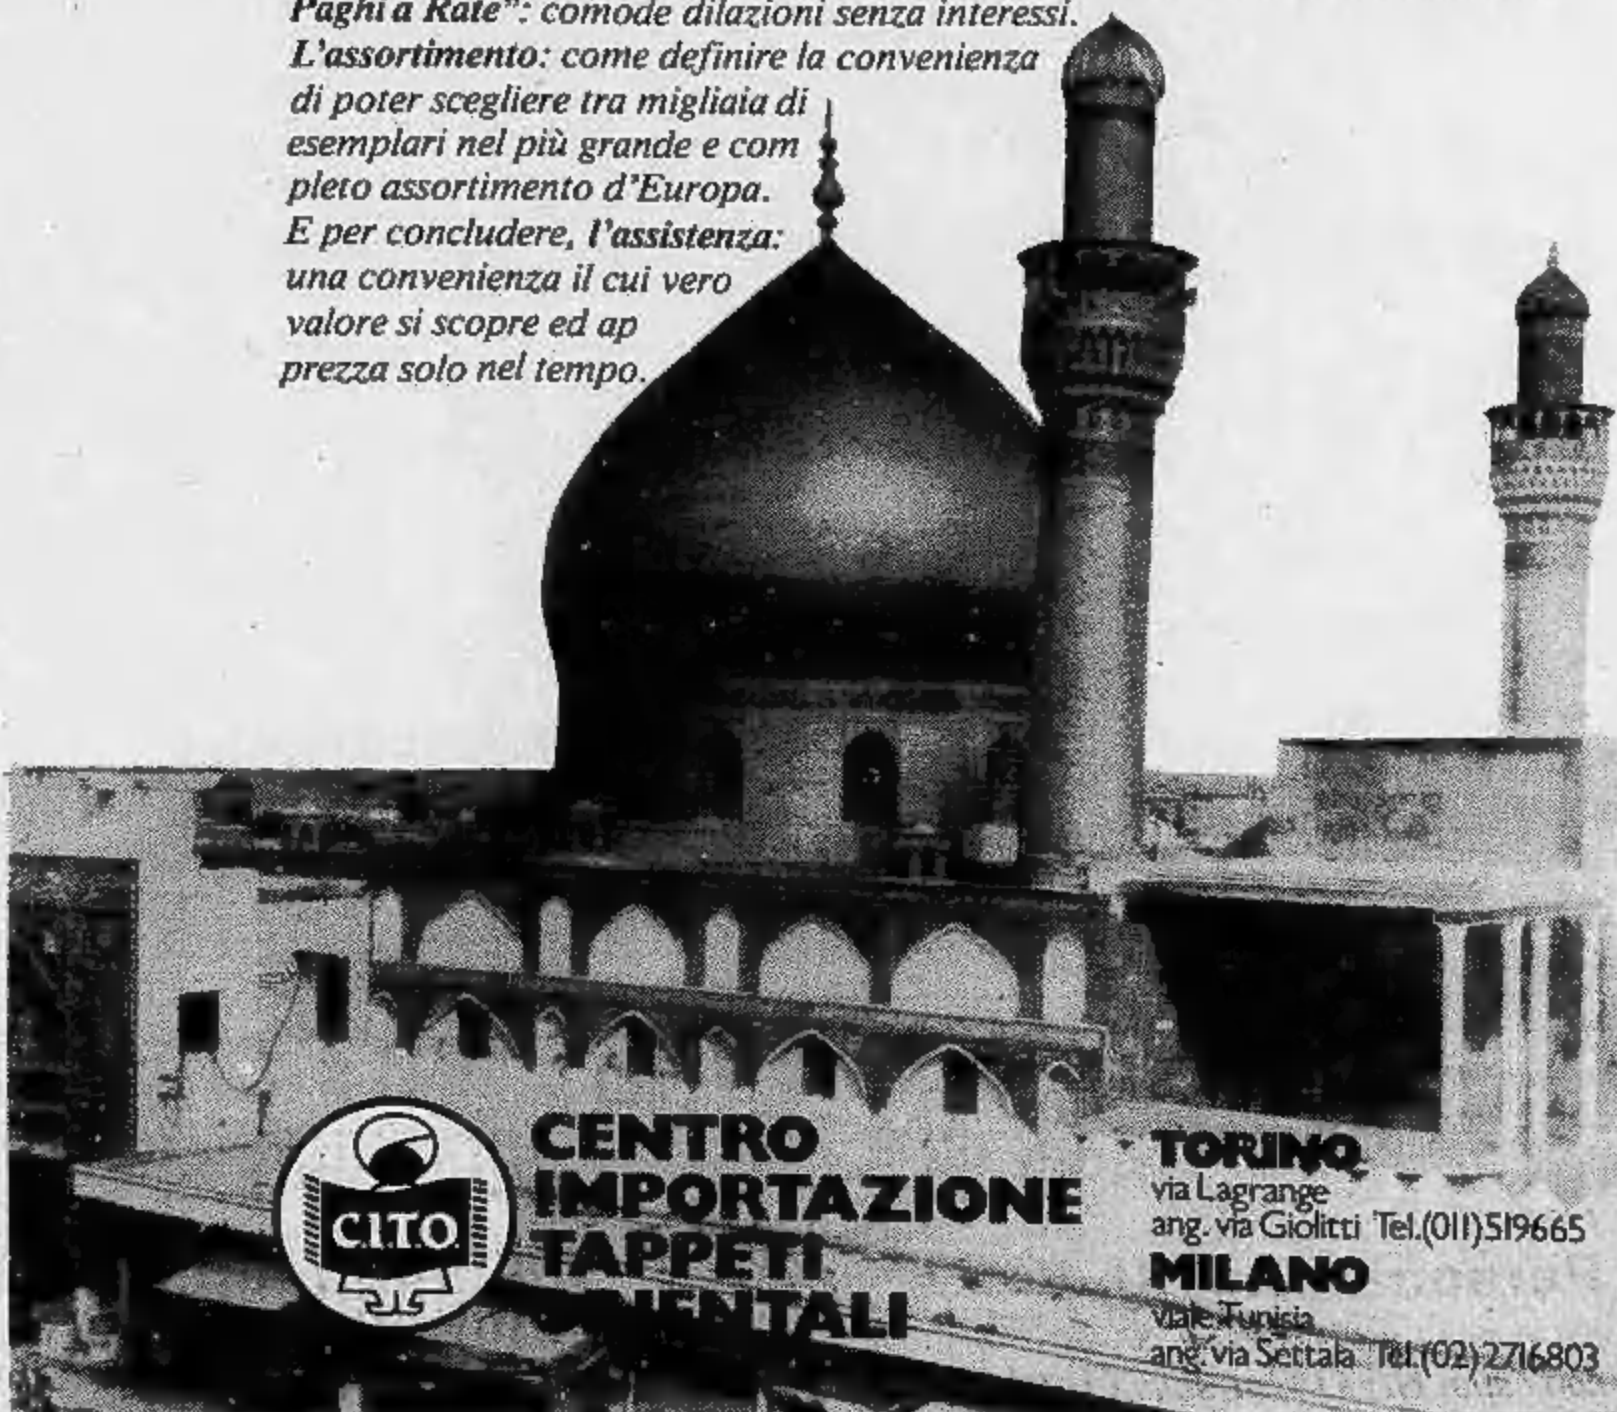 Paghi a Rate": comode dilazioni senza interessi.
L'assortimento: come definire la convenienza
di poter scegliere tra migliaia di
esemplari nel più grande e com
pleto assortimento d'Europa.
E per concludere, l'assistenza:
una convenienza il cui vero
valore si scopre ed ap
prezza solo nel tempo.
C.I.T.O.
CENTRO
IMPORTAZIONE
TAPPETI
ORIENTALI
TORINO
via Lagrange
ang. via Giolitti Tel.(011)519665
MILANO
viale Tunisia
ang. via Settala Tel.(02)2716803